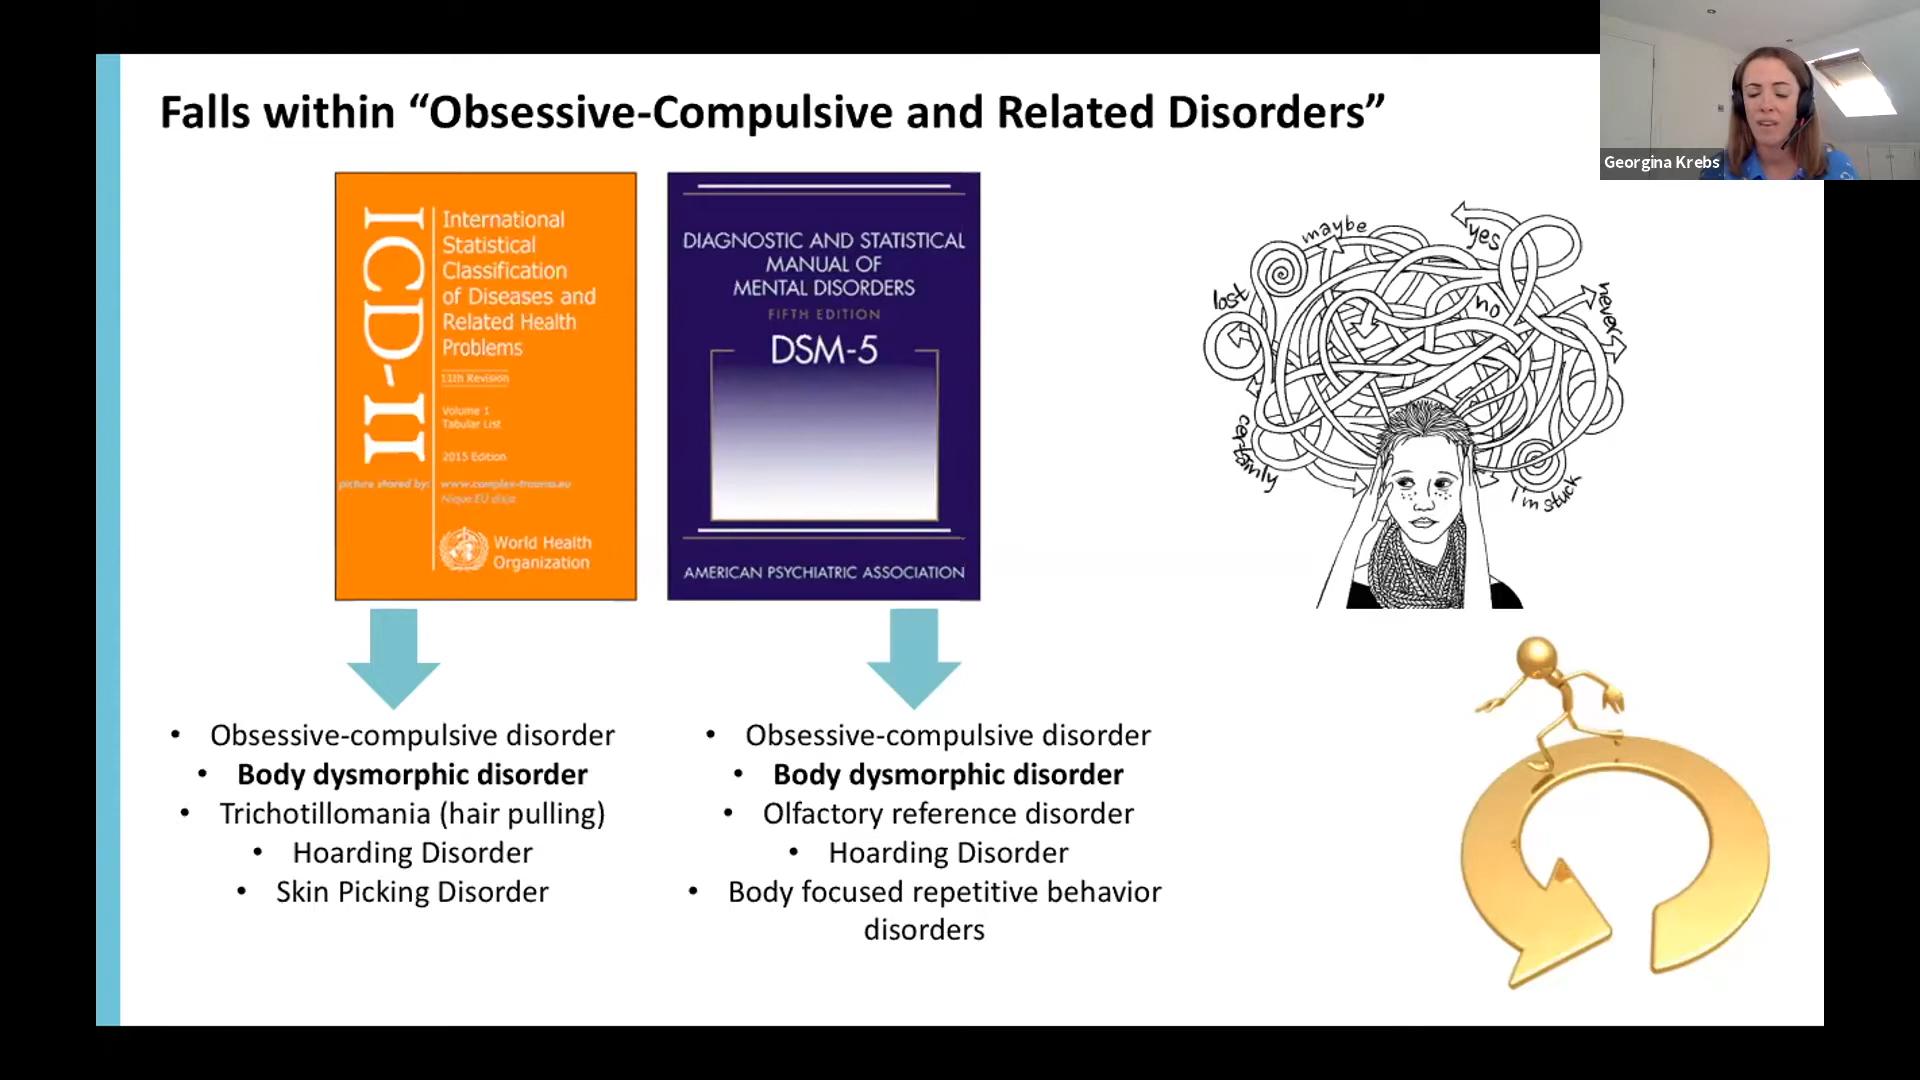 Falls within “Obsessive-Compulsive and Related Disorders”
Georgina Krebs
ICD-11
International
Statistical
Classification
of Diseases and
Related Health
Problems
11th Revision
Volume 1
Tabular List
2015 Edition
picture shared by: www.complex-trauma.eu
World Health
Organization
DIAGNOSTIC AND STATISTICAL
MANUAL OF
MENTAL DISORDERS
FIFTH EDITION
DSM-5
AMERICAN PSYCHIATRIC ASSOCIATION
maybe
yes
lost
no
never
certainly
I'm stuck
• Obsessive-compulsive disorder
• Body dysmorphic disorder
• Trichotillomania (hair pulling)
• Hoarding Disorder
• Skin Picking Disorder
• Obsessive-compulsive disorder
• Body dysmorphic disorder
• Olfactory reference disorder
• Hoarding Disorder
• Body focused repetitive behavior
disorders